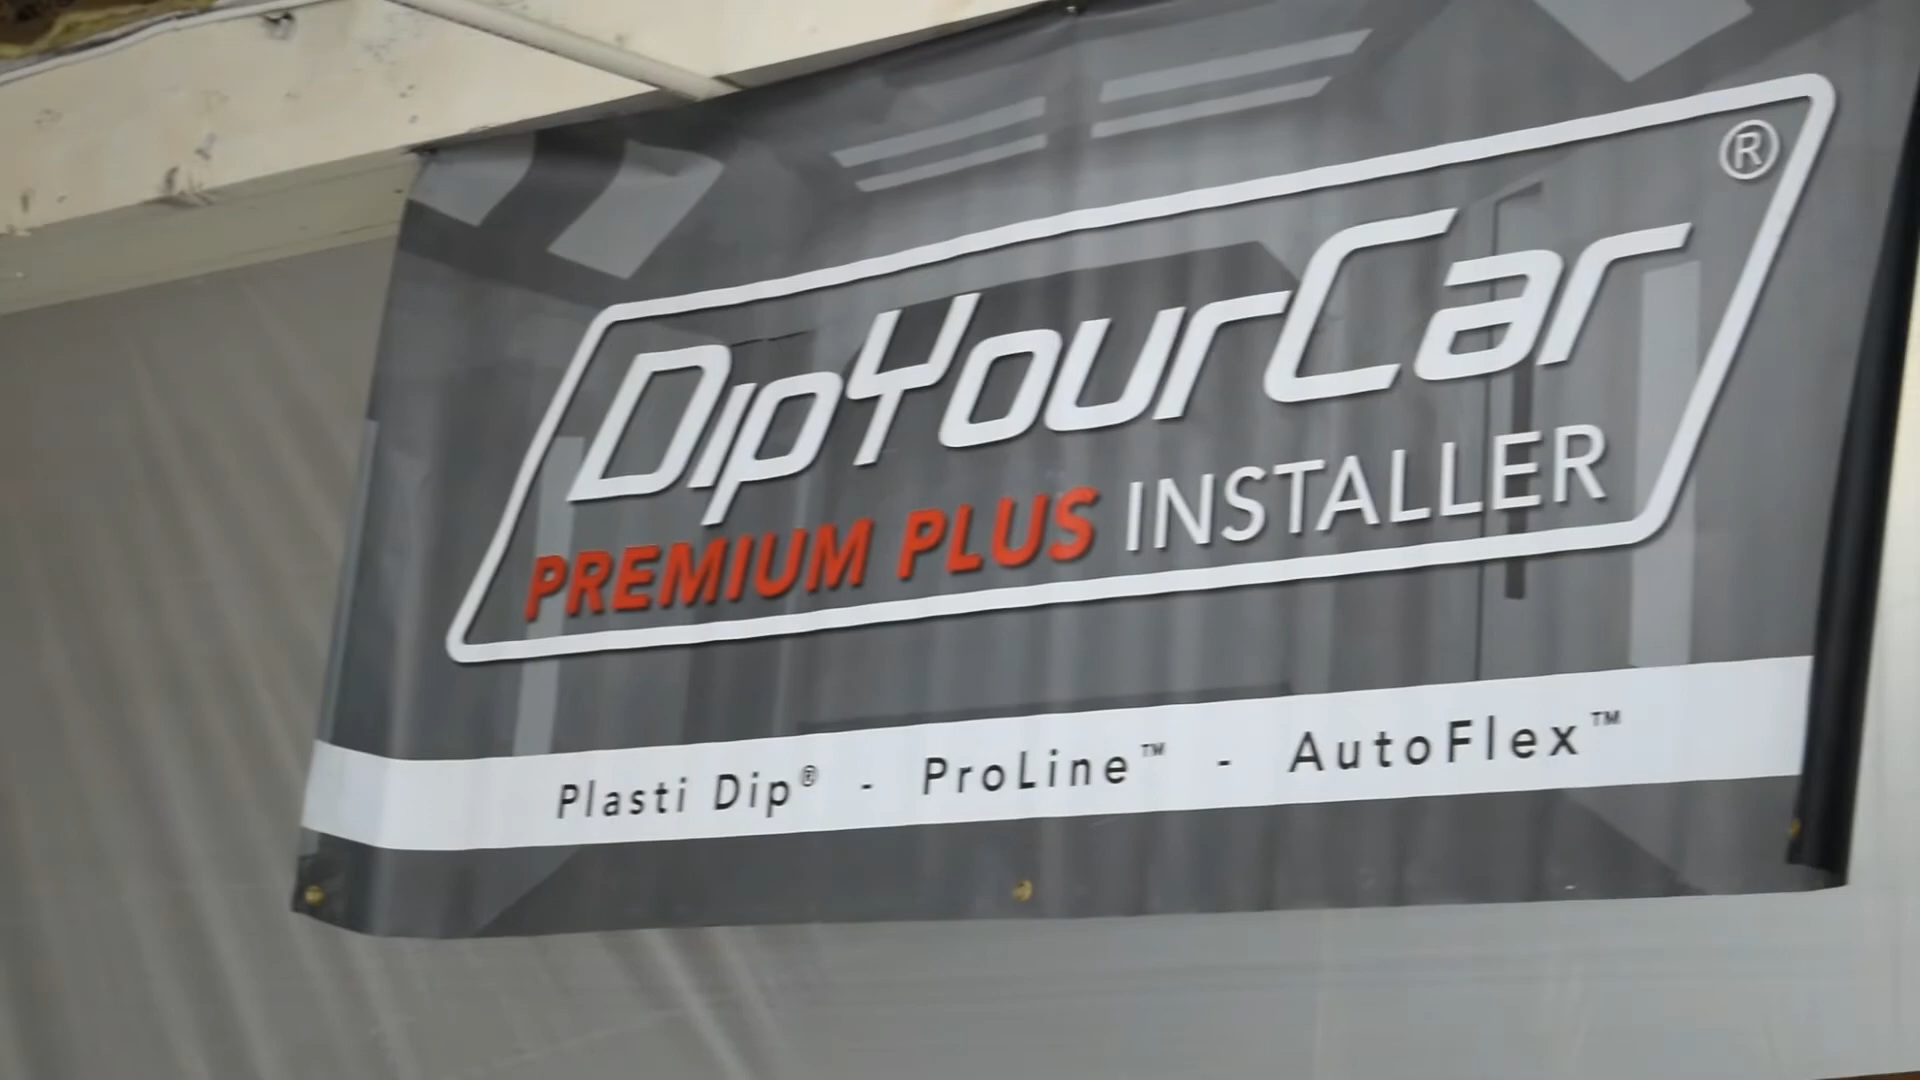 DipYourCar®
PREMIUM PLUS INSTALLER
Plasti Dip® - ProLine™ - AutoFlex™